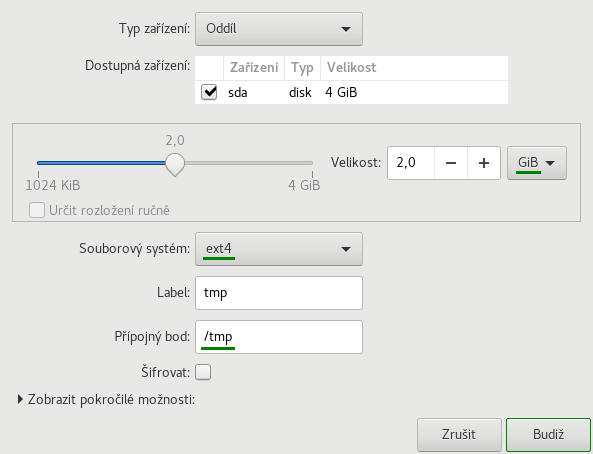 Typ zařízení: Oddíl
Dostupná zařízení: Zařízení Typ Velikost
sda disk 4 GiB
2,0
Velikost: 2,0 GiB
1024 KiB 4 GiB
Určit rozložení ručně
Souborový systém: ext4
Label: tmp
Přípojný bod: /tmp
Šifrovat:
Zobrazit pokročilé možnosti:
Zrušit Budiž